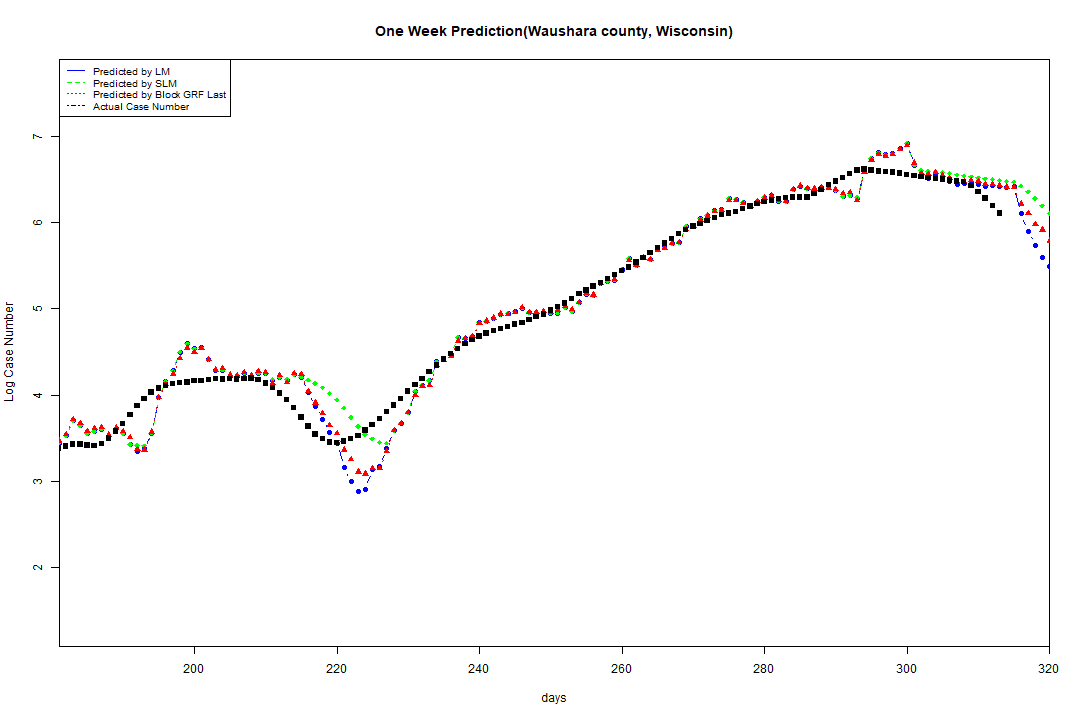 One Week Prediction(Waushara county, Wisconsin)
Predicted by LM
Predicted by SLM
Predicted by Block GRF Last
Actual Case Number
7
6
5
4
3
2
Log Case Number
200
220
240
260
280
300
320
days